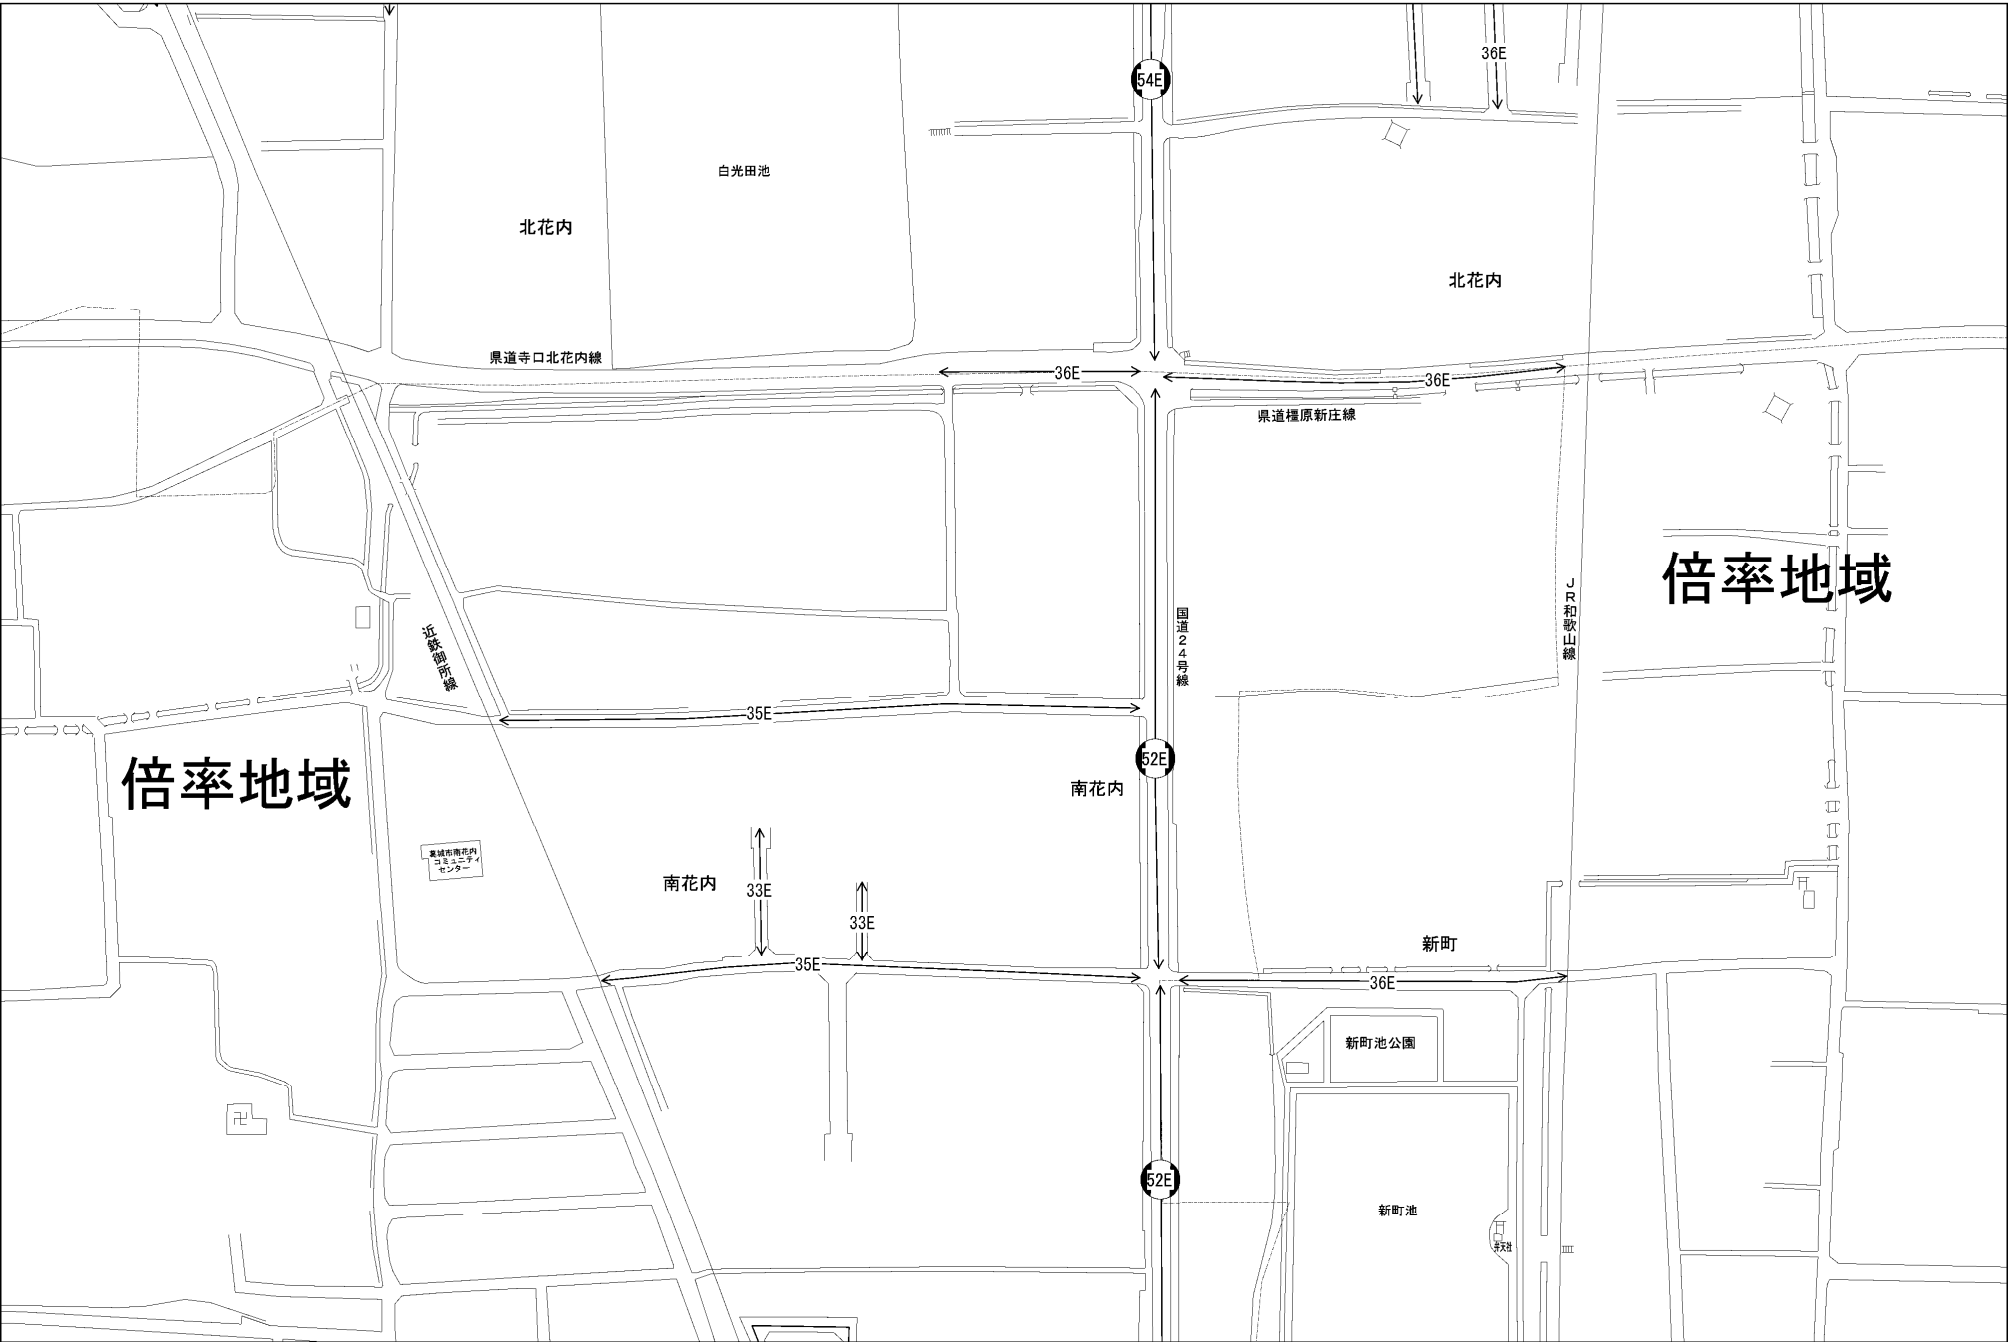 36E
54E
白光田池
北花内
北花内
県道寺口北花内線
36E
36E
県道橿原新庄線
倍率地域
JR和歌山線
国道24号線
近鉄御所線
35E
52E
倍率地域
南花内
葛城市南花内
コミュニティ
センター
南花内
33E
33E
新町
35E
36E
新町池公園
52E
新町池
弁天社